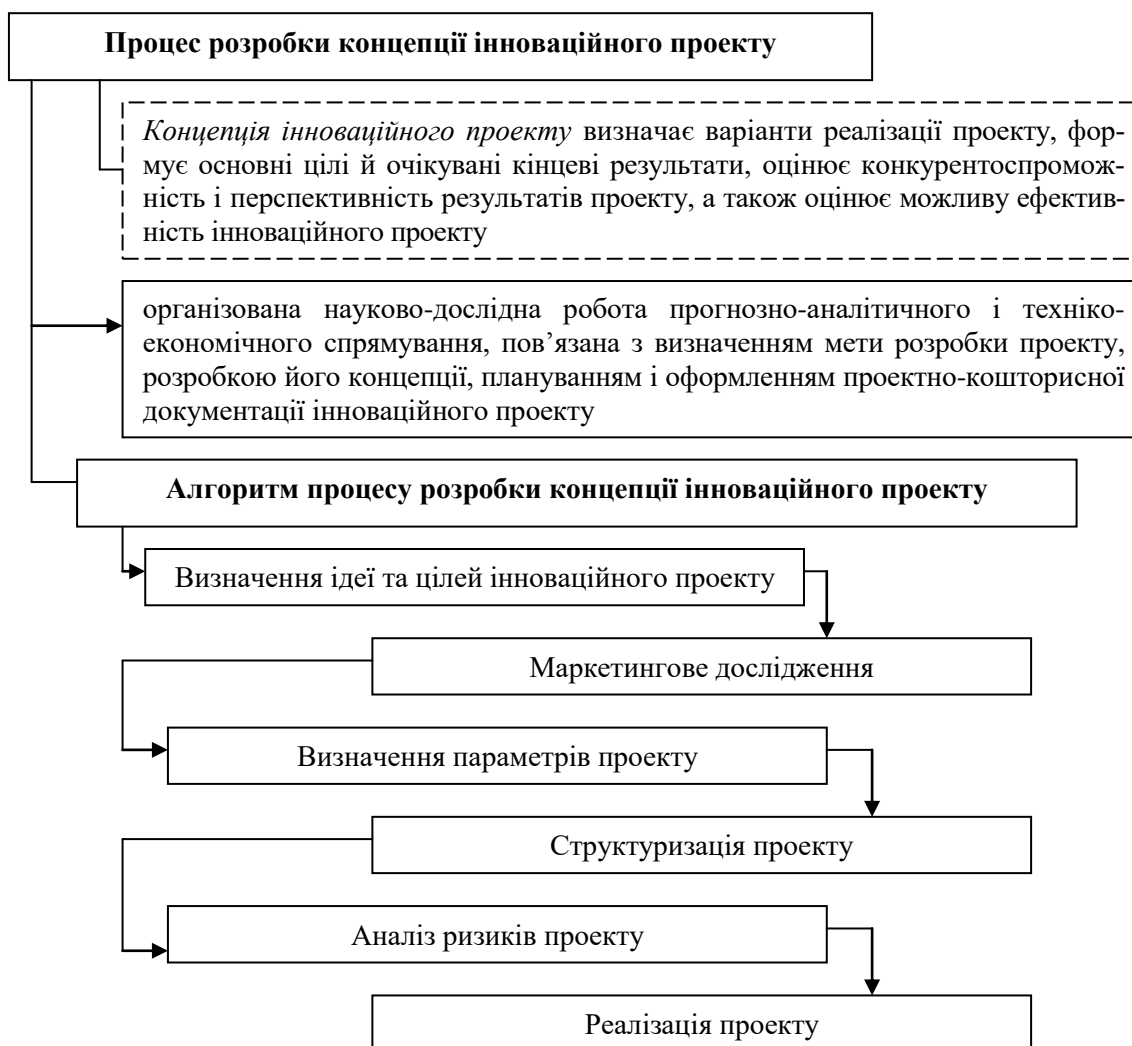 Процес розробки концепції інноваційного проекту
Концепція інноваційного проекту визначає варіанти реалізації проекту, фор-
мує основні цілі й очікувані кінцеві результати, оцінює конкурентоспромож-
ність і перспективність результатів проекту, а також оцінює можливу ефектив-
ність інноваційного проекту
організована науково-дослідна робота прогнозно-аналітичного і техніко-
економічного спрямування, пов’язана з визначенням мети розробки проекту,
розробкою його концепції, плануванням і оформленням проектно-кошторисної
документації інноваційного проекту
Алгоритм процесу розробки концепції інноваційного проекту
Визначення ідеї та цілей інноваційного проекту
Маркетингове дослідження
Визначення параметрів проекту
Структуризація проекту
Аналіз ризиків проекту
Реалізація проекту